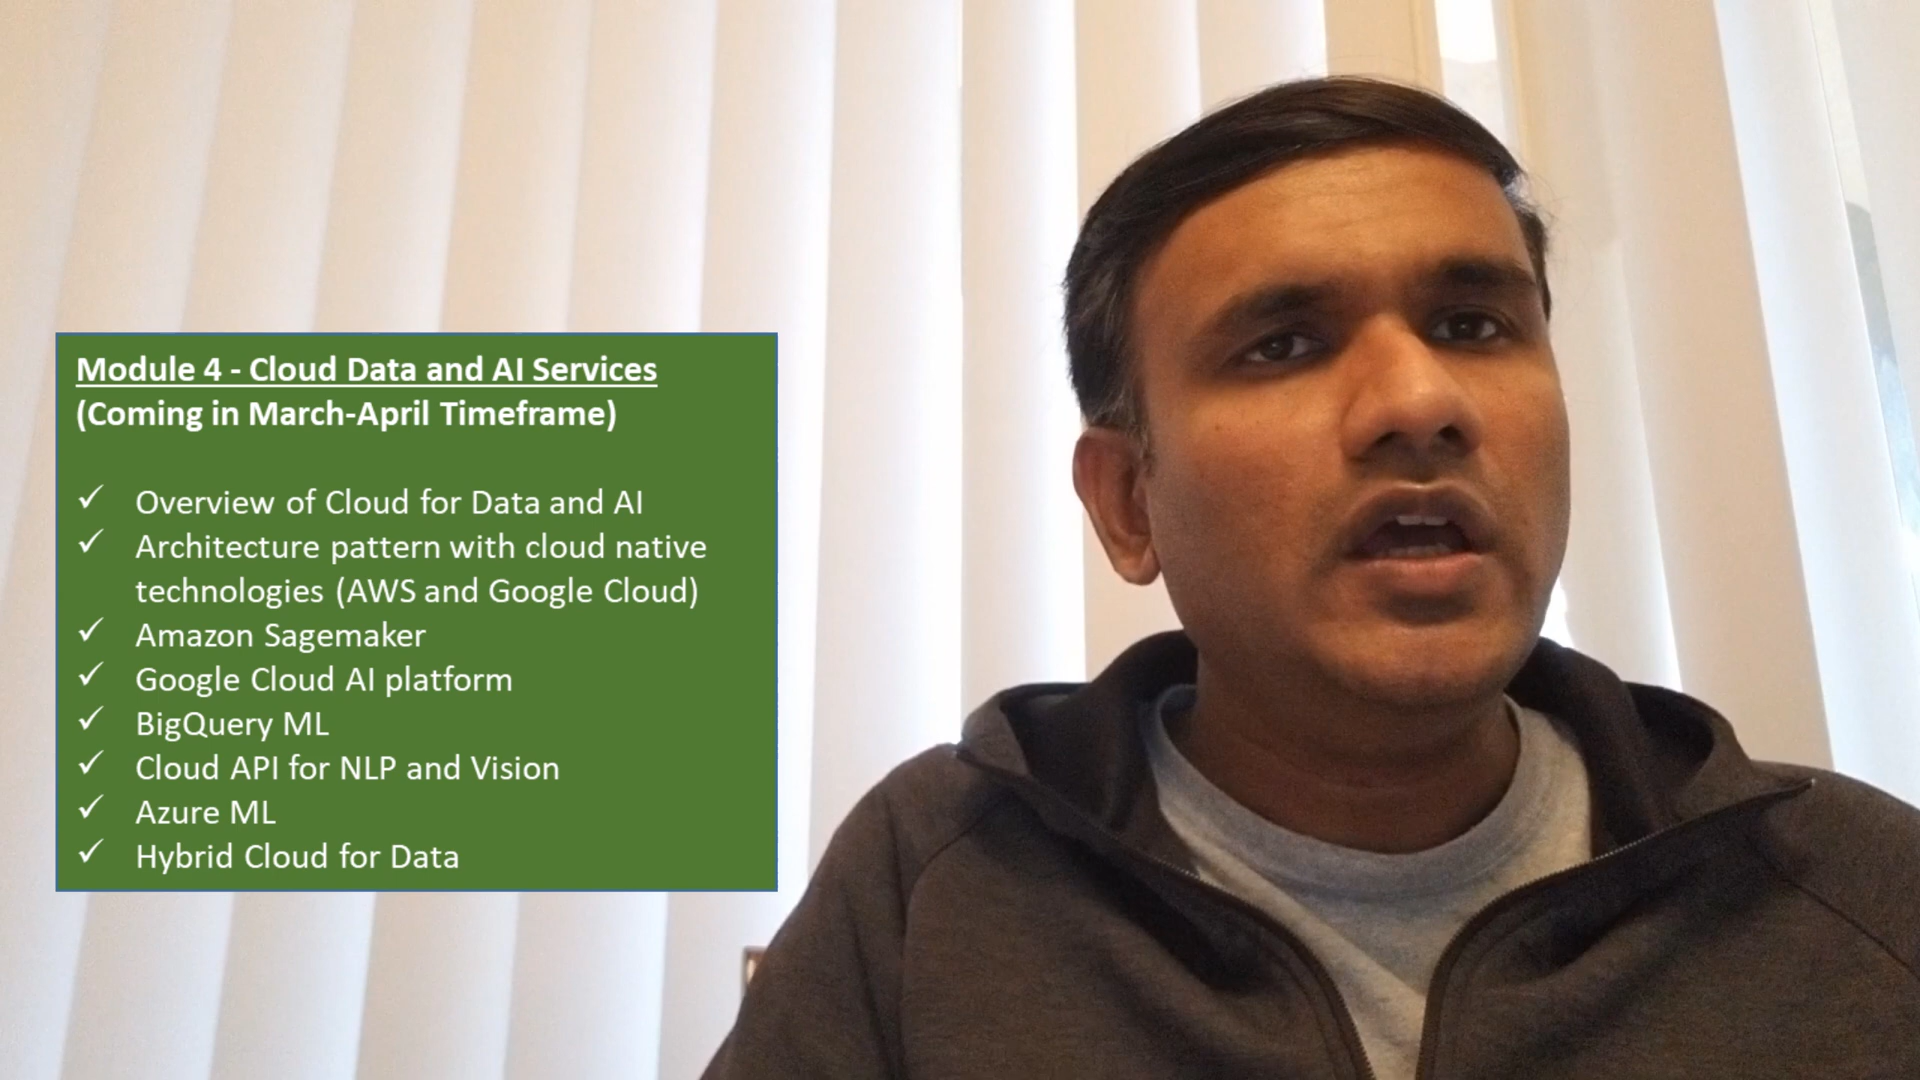 Module 4 - Cloud Data and AI Services
(Coming in March-April Timeframe)
✓ Overview of Cloud for Data and AI
✓ Architecture pattern with cloud native
technologies (AWS and Google Cloud)
✓ Amazon Sagemaker
✓ Google Cloud AI platform
✓ BigQuery ML
✓ Cloud API for NLP and Vision
✓ Azure ML
✓ Hybrid Cloud for Data